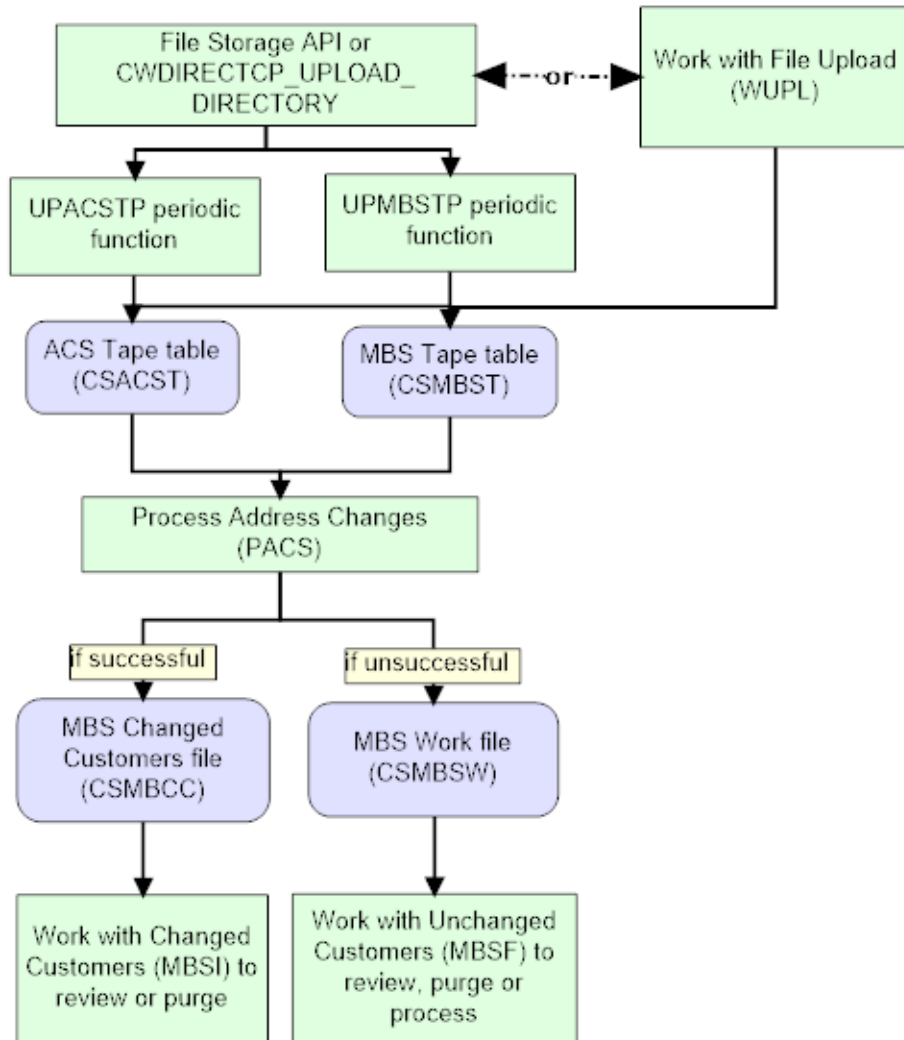 File Storage API or
CWDIRECTCP_UPLOAD_
DIRECTORY
or
Work with File Upload
(WUPL)
UPACSTP periodic
function
UPMBSTP periodic
function
ACS Tape table
(CSACST)
MBS Tape table
(CSMBST)
Process Address Changes
(PACS)
if successful
if unsuccessful
MBS Changed
Customers file
(CSMBCC)
MBS Work file
(CSMBSW)
Work with Changed
Customers (MBSI) to
review or purge
Work with Unchanged
Customers (MBSF) to
review, purge or
process